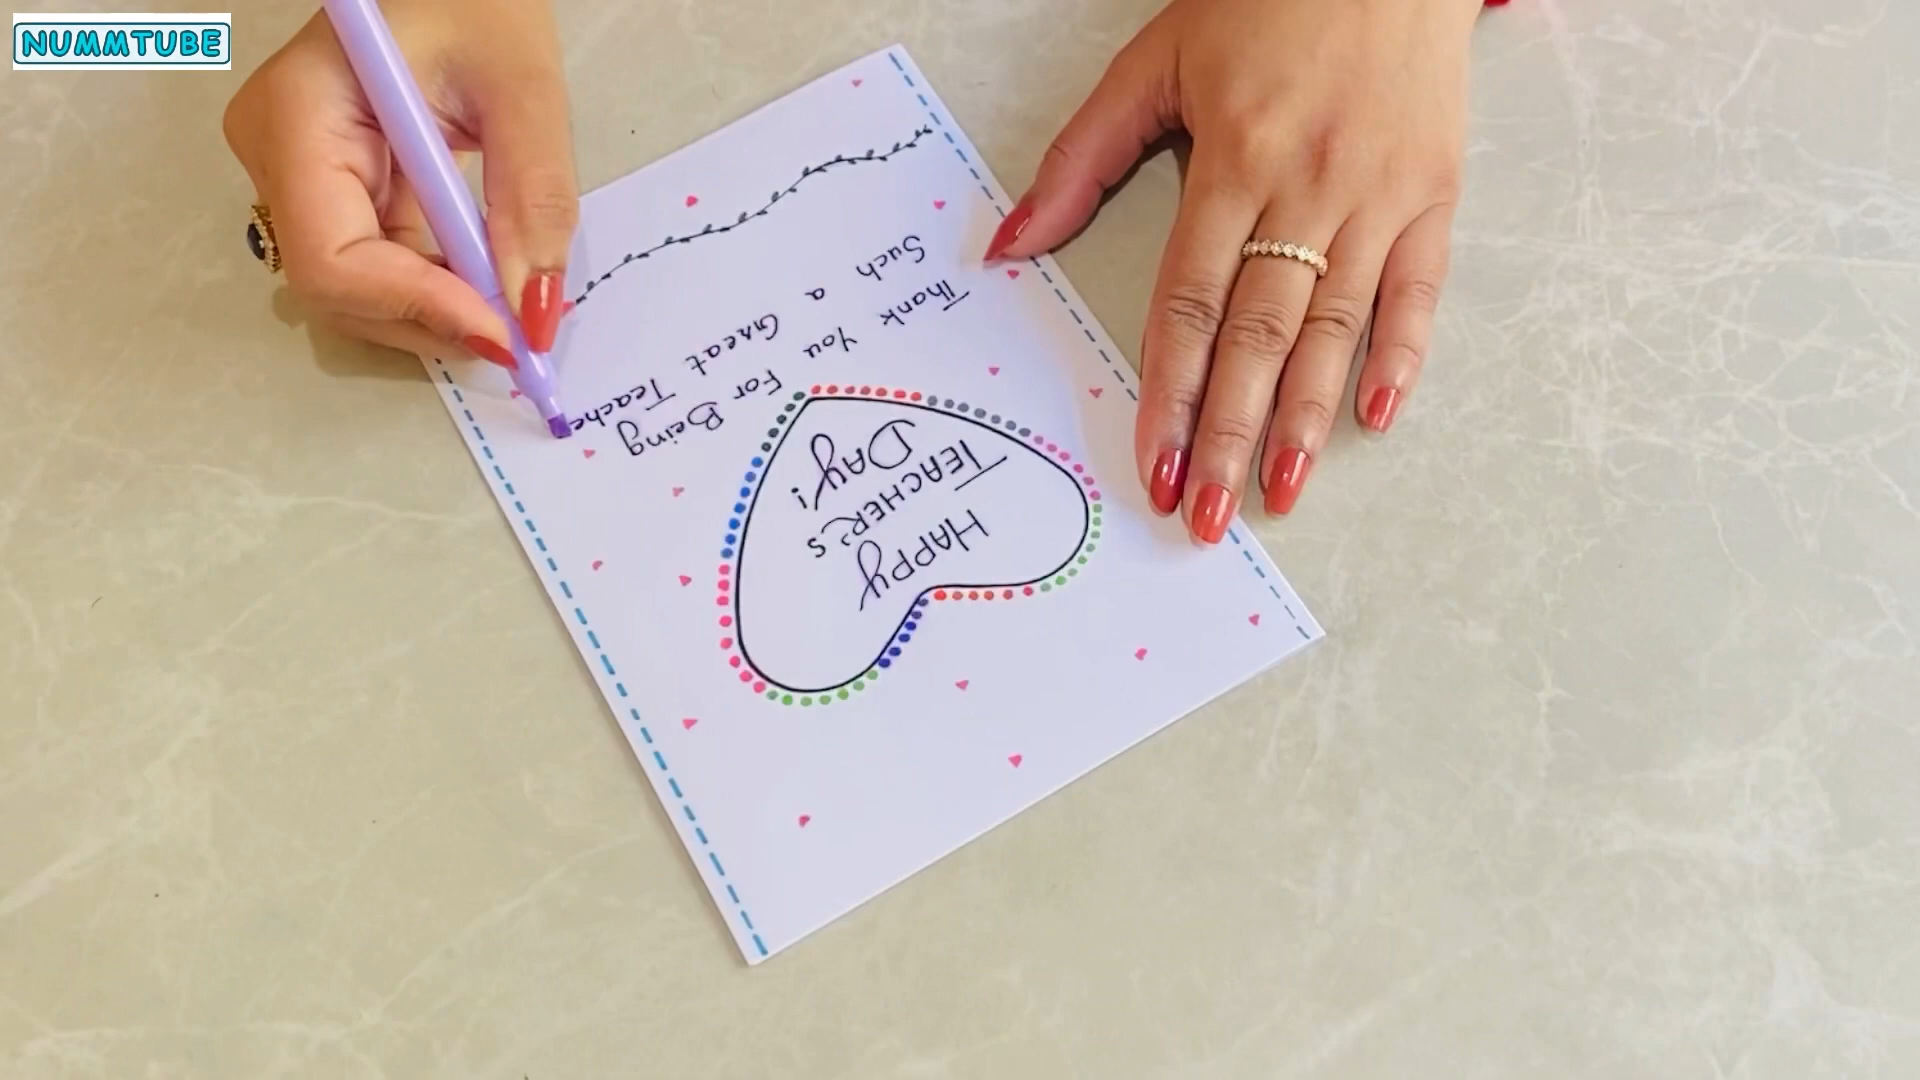 NUMMTUBE
HAPPY
TEACHER'S
DAY!
Thank You For Being
Such a Great Teache